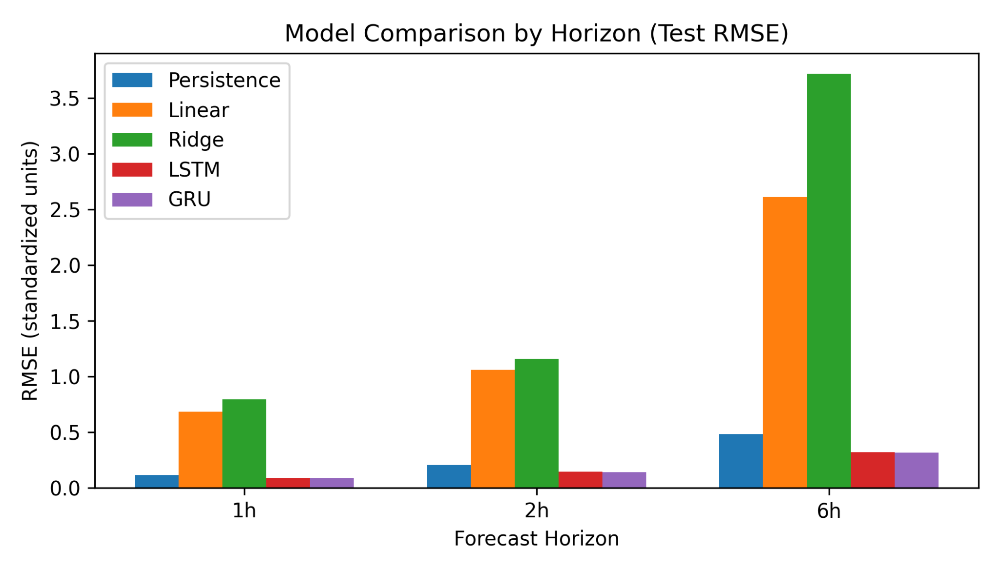 Model Comparison by Horizon (Test RMSE)
Persistence
Linear
Ridge
LSTM
GRU
RMSE (standardized units)
3.5
3.0
2.5
2.0
1.5
1.0
0.5
0.0
1h
2h
6h
Forecast Horizon